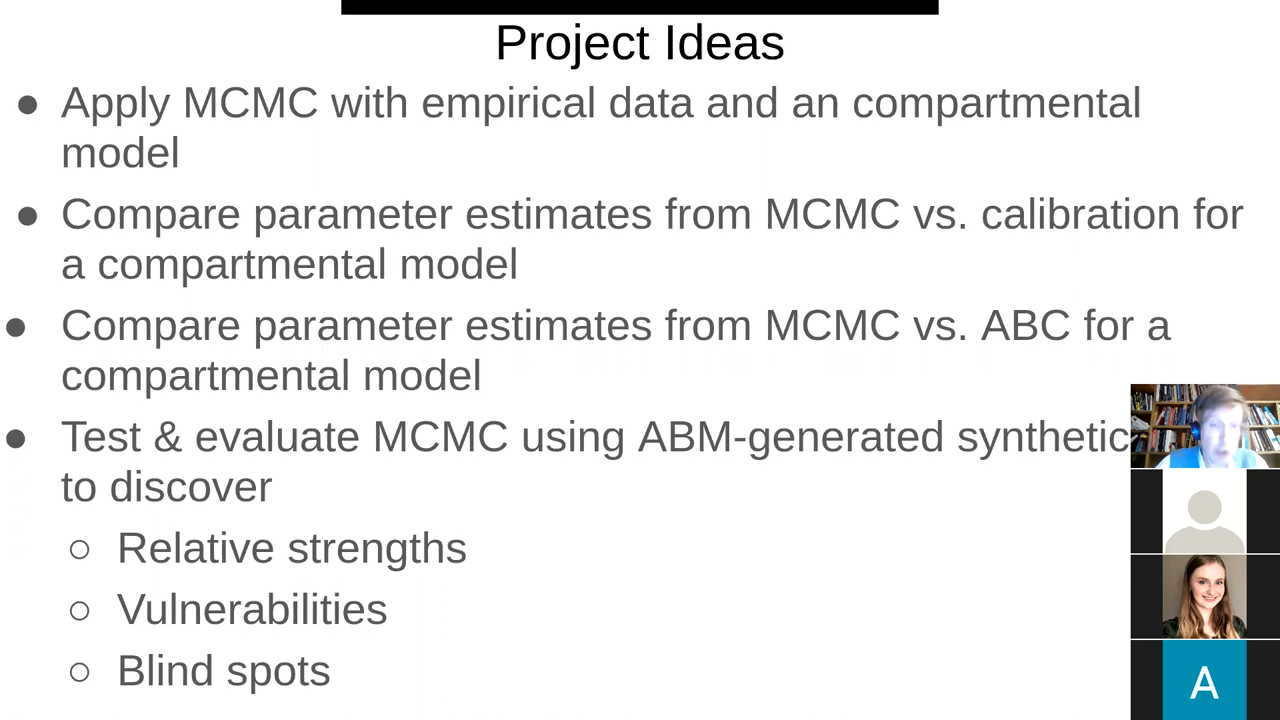 Project Ideas
● Apply MCMC with empirical data and an compartmental
model
● Compare parameter estimates from MCMC vs. calibration for
a compartmental model
● Compare parameter estimates from MCMC vs. ABC for a
compartmental model
● Test & evaluate MCMC using ABM-generated synthetic
to discover
○ Relative strengths
○ Vulnerabilities
○ Blind spots
A